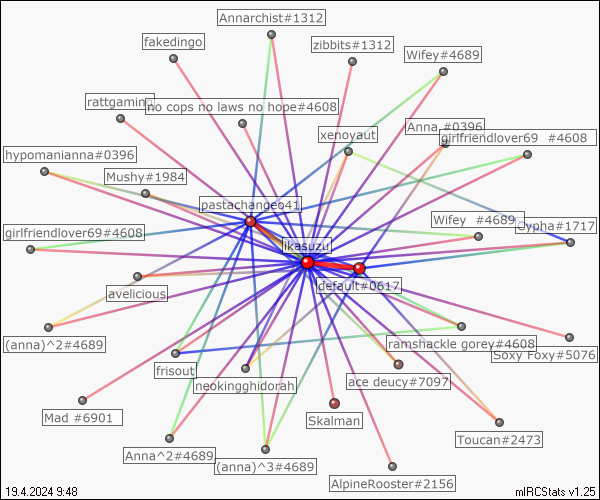 Annarchist#1312
fakedingo
zibbits#1312
Wifey#4689
rattgaming
no cops no laws no hope#4608
xenoyaut
Anna #0396
girlfriendlover69 #4608
hypomanianna#0396
Mushy#1984
pastachange041
girlfriendlover69#4608
likasuzu
Wifey #4689
Cypha#1717
avelicious
default#0617
(anna)^2#4689
ramshackle gorey#4608
Soxy Foxy#5076
frisout
neokingghidorah
ace deucy#7097
Mad #6901
Skalman
Toucan#2473
Anna^2#4689
(anna)^3#4689
AlpineRooster#2156
19.4.2024 9:48
mIRCStats v1.25